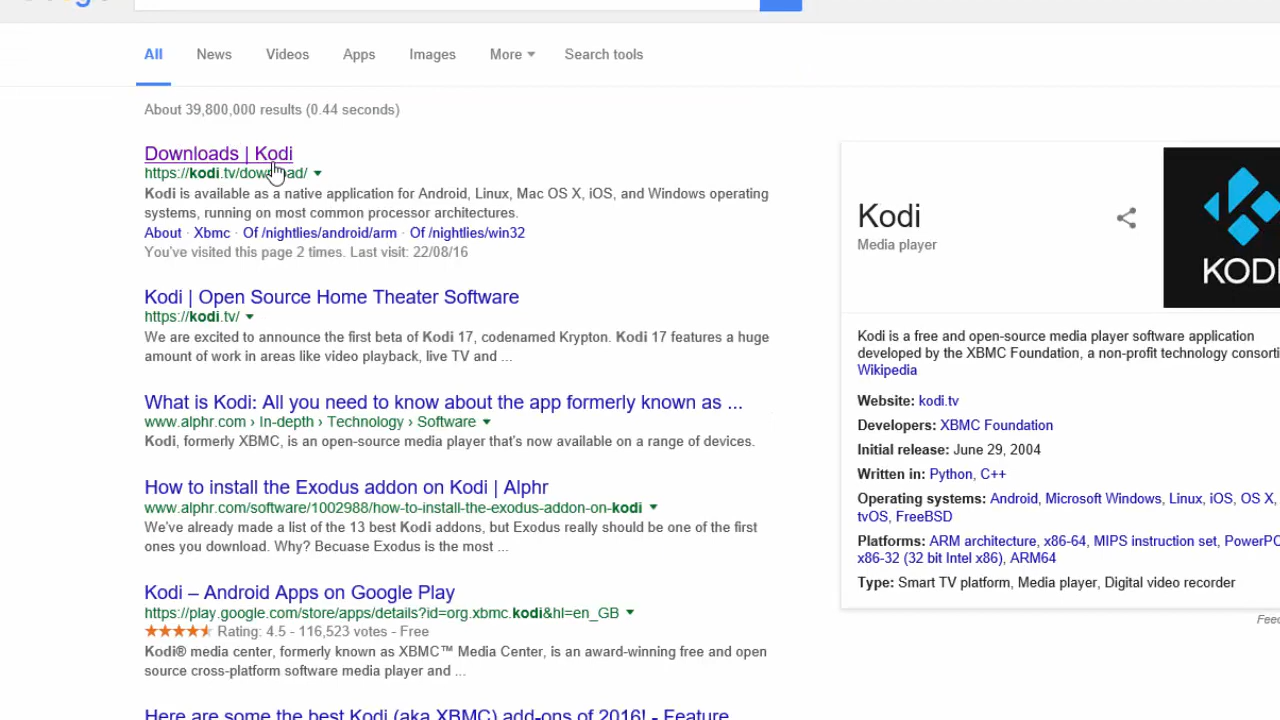 All News Videos Apps Images More Search tools
About 39,800,000 results (0.44 seconds)
Downloads | Kodi
https://kodi.tv/download/
Kodi is available as a native application for Android, Linux, Mac OS X, iOS, and Windows operating
systems, running on most common processor architectures.
About · Xbmc · Of /nightlies/android/arm · Of /nightlies/win32
You've visited this page 2 times. Last visit: 22/08/16
Kodi | Open Source Home Theater Software
https://kodi.tv/
We are excited to announce the first beta of Kodi 17, codenamed Krypton. Kodi 17 features a huge
amount of work in areas like video playback, live TV and ...
What is Kodi: All you need to know about the app formerly known as ...
www.alphr.com › In-depth › Technology › Software
Kodi, formerly XBMC, is an open-source media player that's now available on a range of devices.
How to install the Exodus addon on Kodi | Alphr
www.alphr.com/software/1002988/how-to-install-the-exodus-addon-on-kodi
We've already made a list of the 13 best Kodi addons, but Exodus really should be one of the first
ones you download. Why? Becuase Exodus is the most ...
Kodi – Android Apps on Google Play
https://play.google.com/store/apps/details?id=org.xbmc.kodi&hl=en_GB
Rating: 4.5 - 116,523 votes - Free
Kodi® media center, formerly known as XBMC™ Media Center, is an award-winning free and open
source cross-platform software media player and ...
Here are some the best Kodi (aka XBMC) add-ons of 2016! - Feature
Kodi
Media player
KODI
Kodi is a free and open-source media player software application
developed by the XBMC Foundation, a non-profit technology
Wikipedia
Website: kodi.tv
Developers: XBMC Foundation
Initial release: June 29, 2004
Written in: Python, C++
Operating systems: Android, Microsoft Windows, Linux, iOS, OS X,
tvOS, FreeBSD
Platforms: ARM architecture, x86-64, MIPS instruction set, PowerPC
x86-32 (32 bit Intel x86), ARM64
Type: Smart TV platform, Media player, Digital video recorder